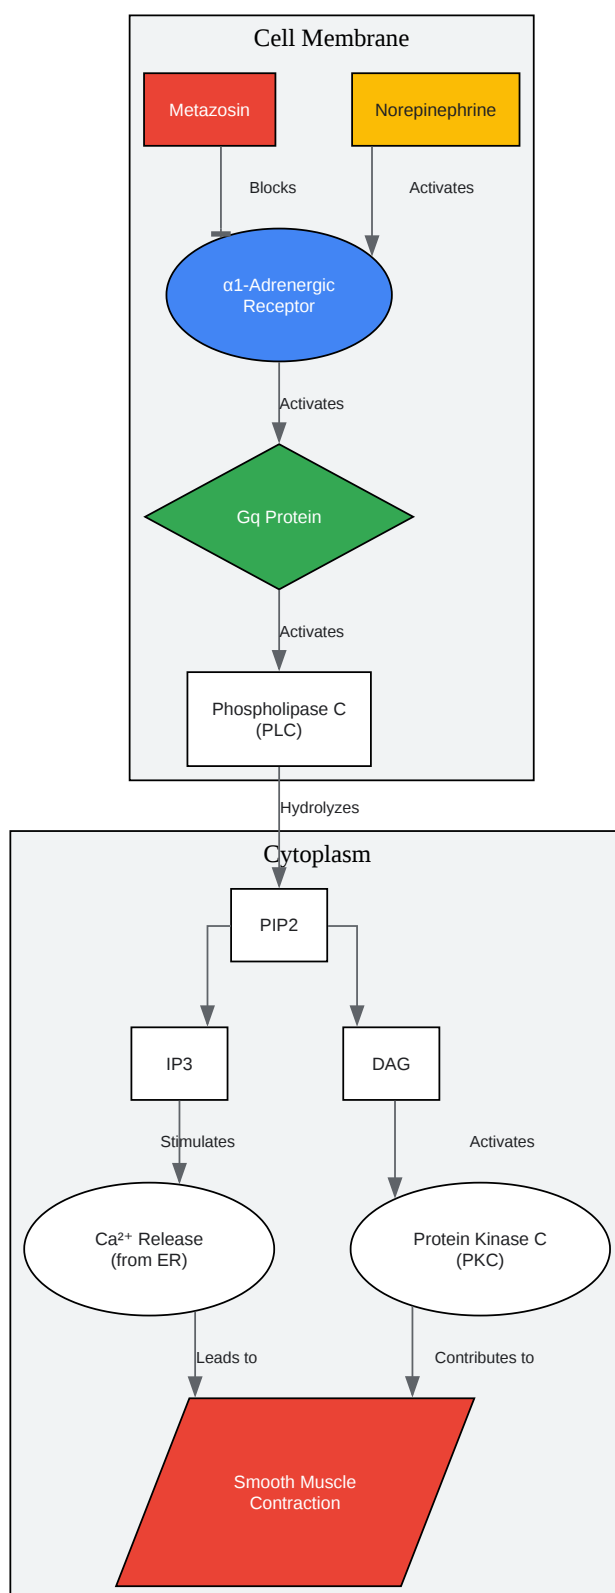 Cell Membrane
Metazosin
Norepinephrine
Blocks
Activates
α1-Adrenergic
Receptor
Activates
Gq Protein
Activates
Phospholipase C
(PLC)
Hydrolyzes
Cytoplasm
PIP2
IP3
DAG
Stimulates
Activates
Ca²⁺ Release
(from ER)
Protein Kinase C
(PKC)
Leads to
Contributes to
Smooth Muscle
Contraction